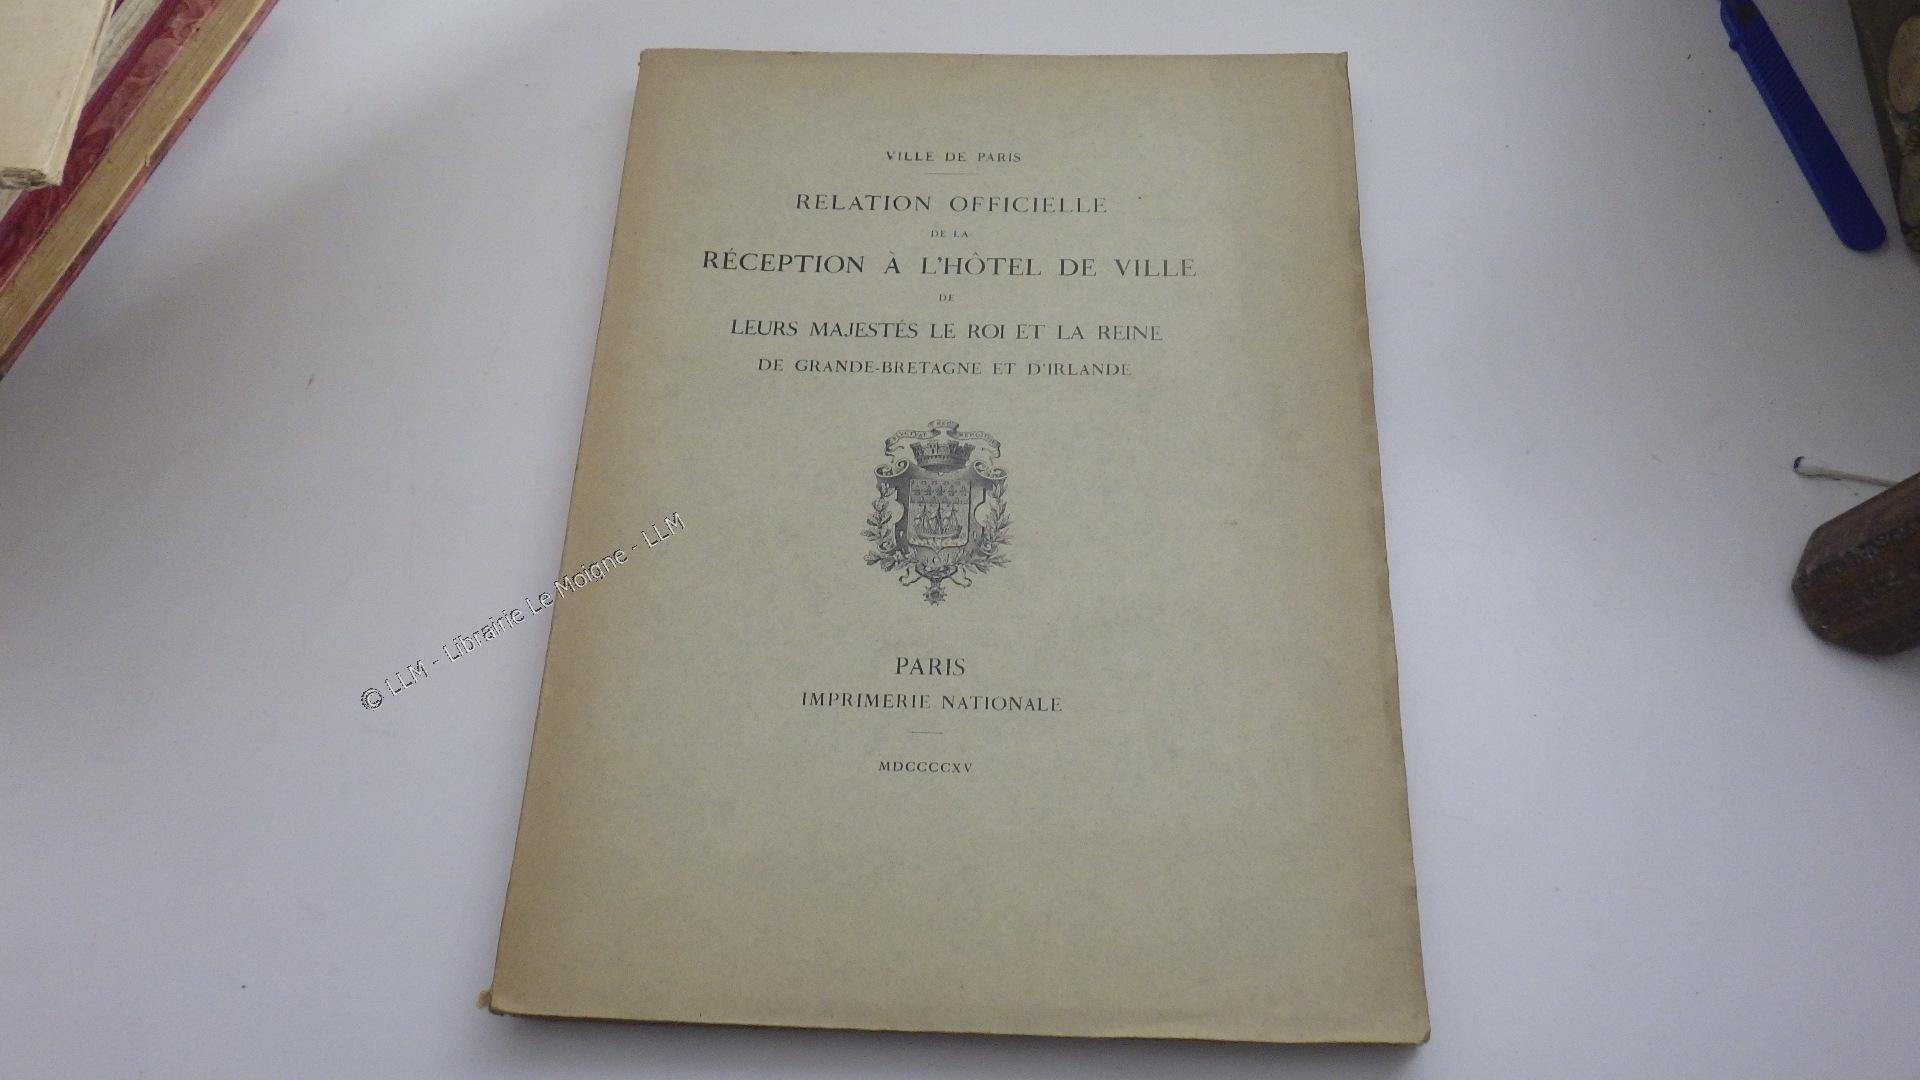 VILLE DE PARIS
RELATION OFFICIELLE
DE LA
RÉCEPTION À L'HÔTEL DE VILLE
DE
LEURS MAJESTÉS LE ROI ET LA REINE
DE GRANDE-BRETAGNE ET D'IRLANDE
PARIS
IMPRIMERIE NATIONALE
MDCCCCXV
© LLM - Librairie Le Moigne - LLM